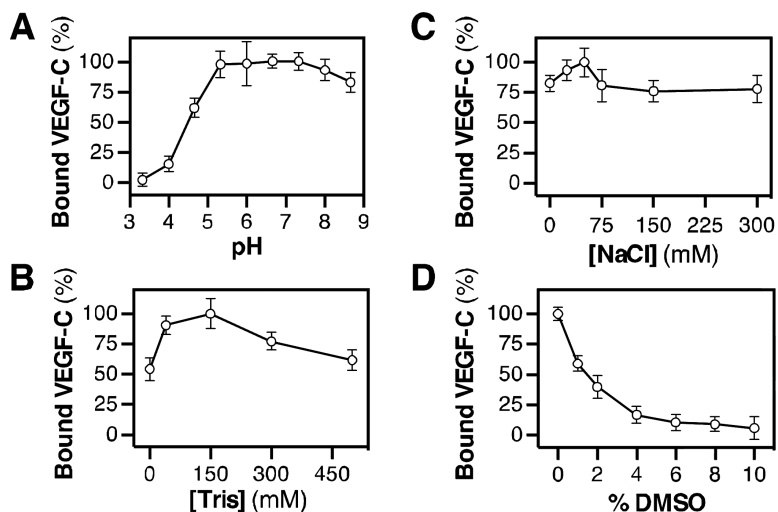 A
Bound VEGF-C (%)
100
75
50
25
0
3 4 5 6 7 8 9
pH
B
Bound VEGF-C (%)
100
75
50
25
0
0 150 300 450
[Tris] (mM)
C
Bound VEGF-C (%)
100
75
50
25
0
0 75 150 225 300
[NaCl] (mM)
D
Bound VEGF-C (%)
100
75
50
25
0
0 2 4 6 8 10
% DMSO